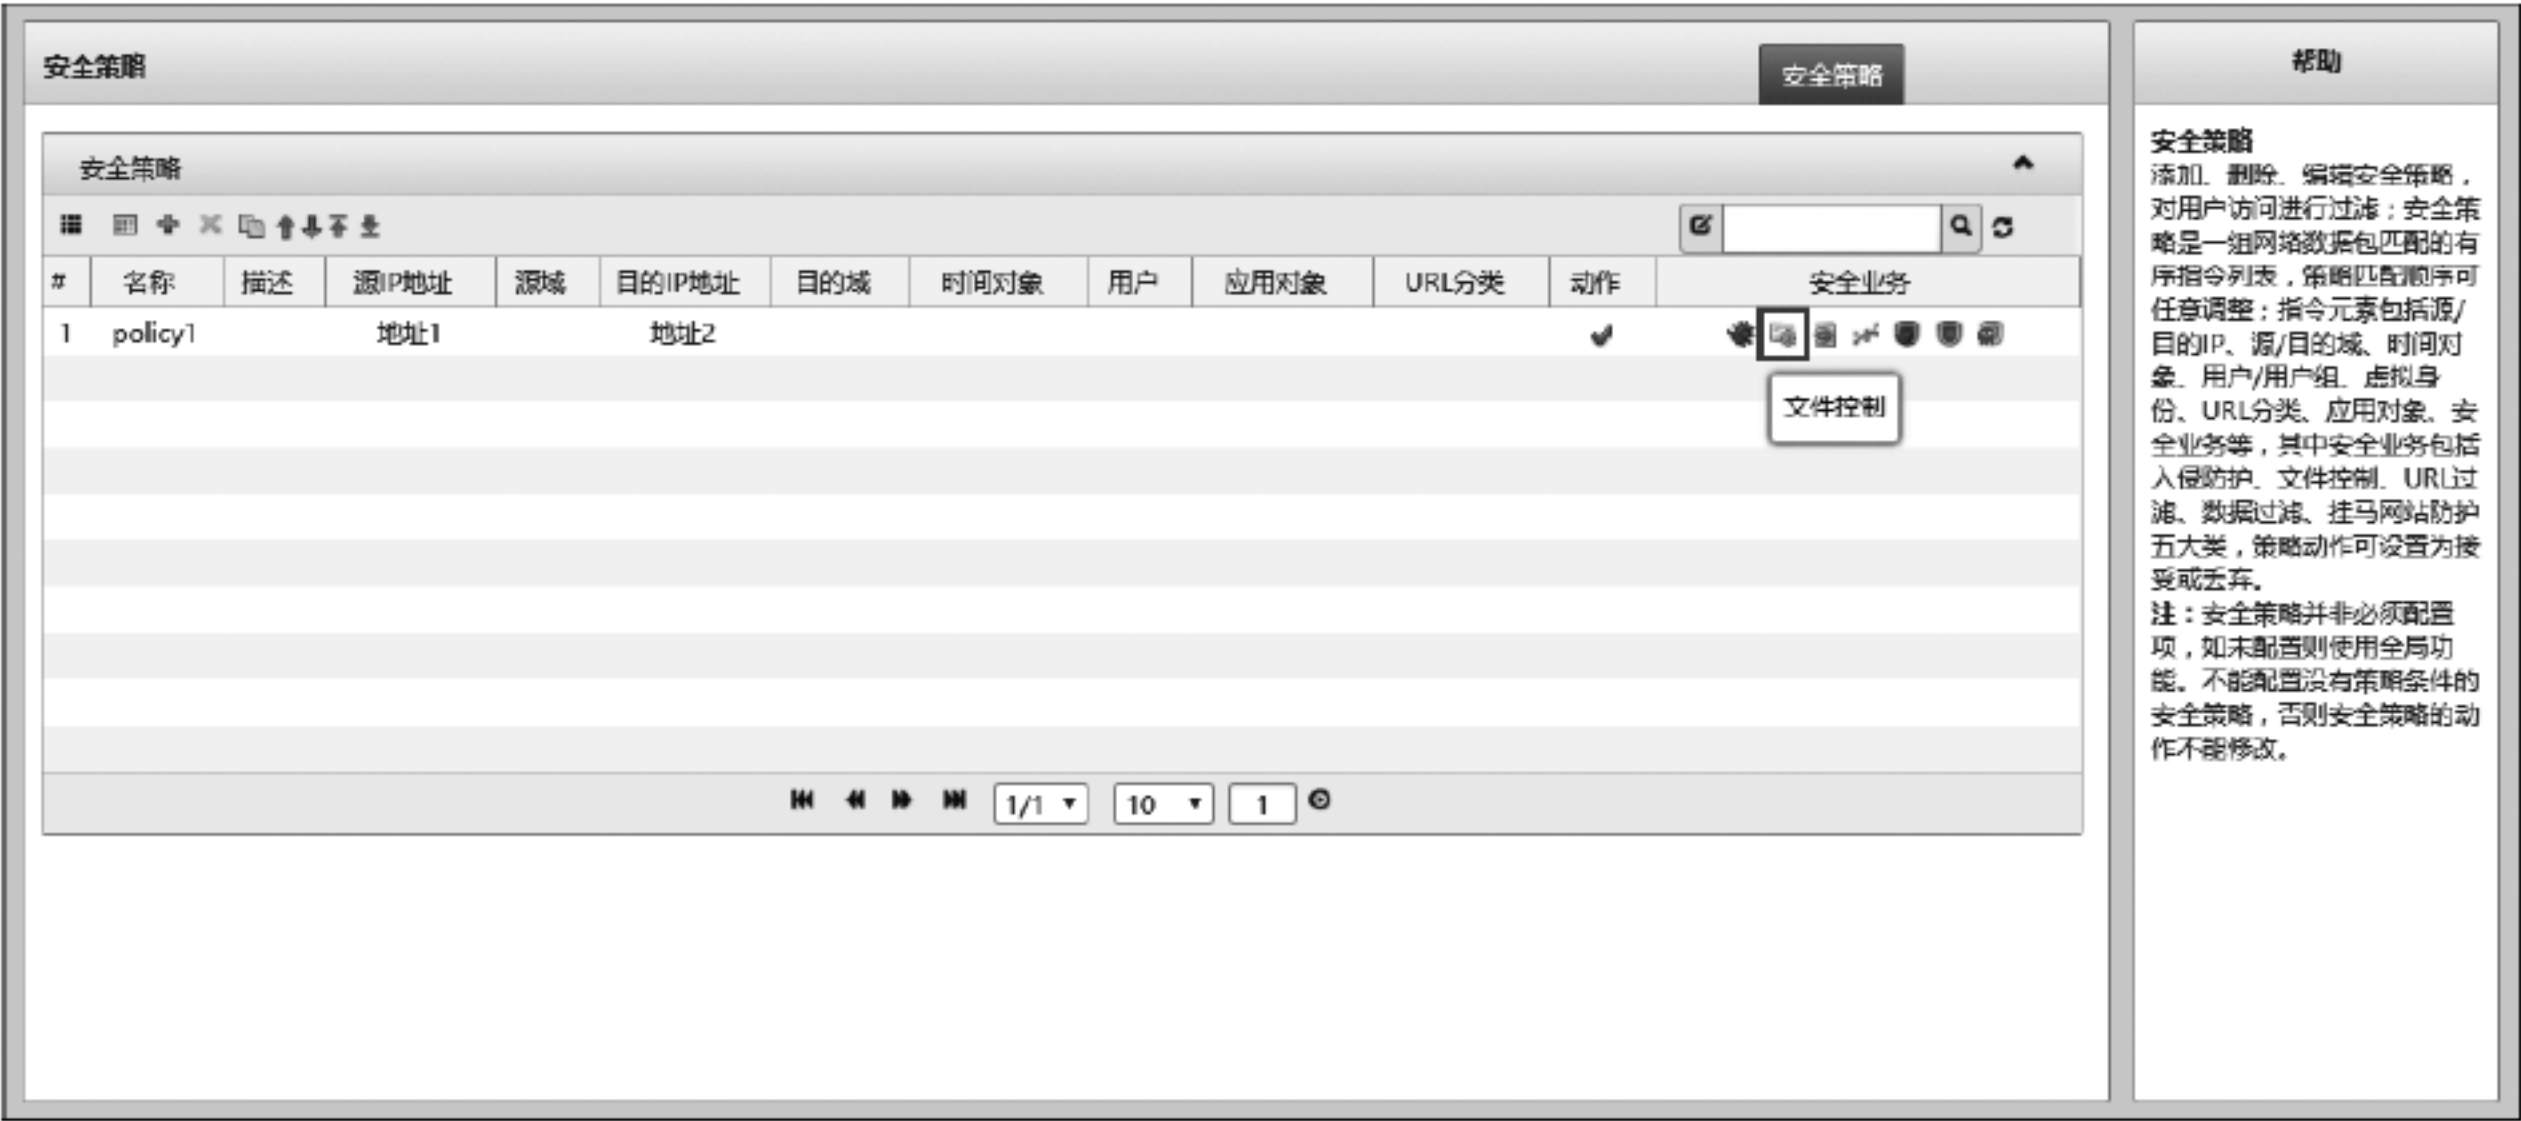 安全策略
安全策略
安全策略
# 名称 描述 源IP地址 源域 目的IP地址 目的域 时间对象 用户 应用对象 URL分类 动作 安全业务
1 policy1 地址1 地址2
文件控制
1/1 10 1
帮助
安全策略
添加、删除、编辑安全策略，
对用户访问进行过滤；安全策
略是一组网络数据包匹配的有
序指令列表，策略匹配顺序可
任意调整；指令元素包括源/
目的IP、源/目的域、时间对
象、用户/用户组、虚拟身
份、URL分类、应用对象、安
全业务等，其中安全业务包括
入侵防护、文件控制、URL过
滤、数据过滤、挂马网站防护
五大类，策略动作可设置为接
受或丢弃。
注：安全策略并非必须配置
项，如未配置则使用全局功
能。不能配置没有策略条件的
安全策略，否则安全策略的动
作不能修改。